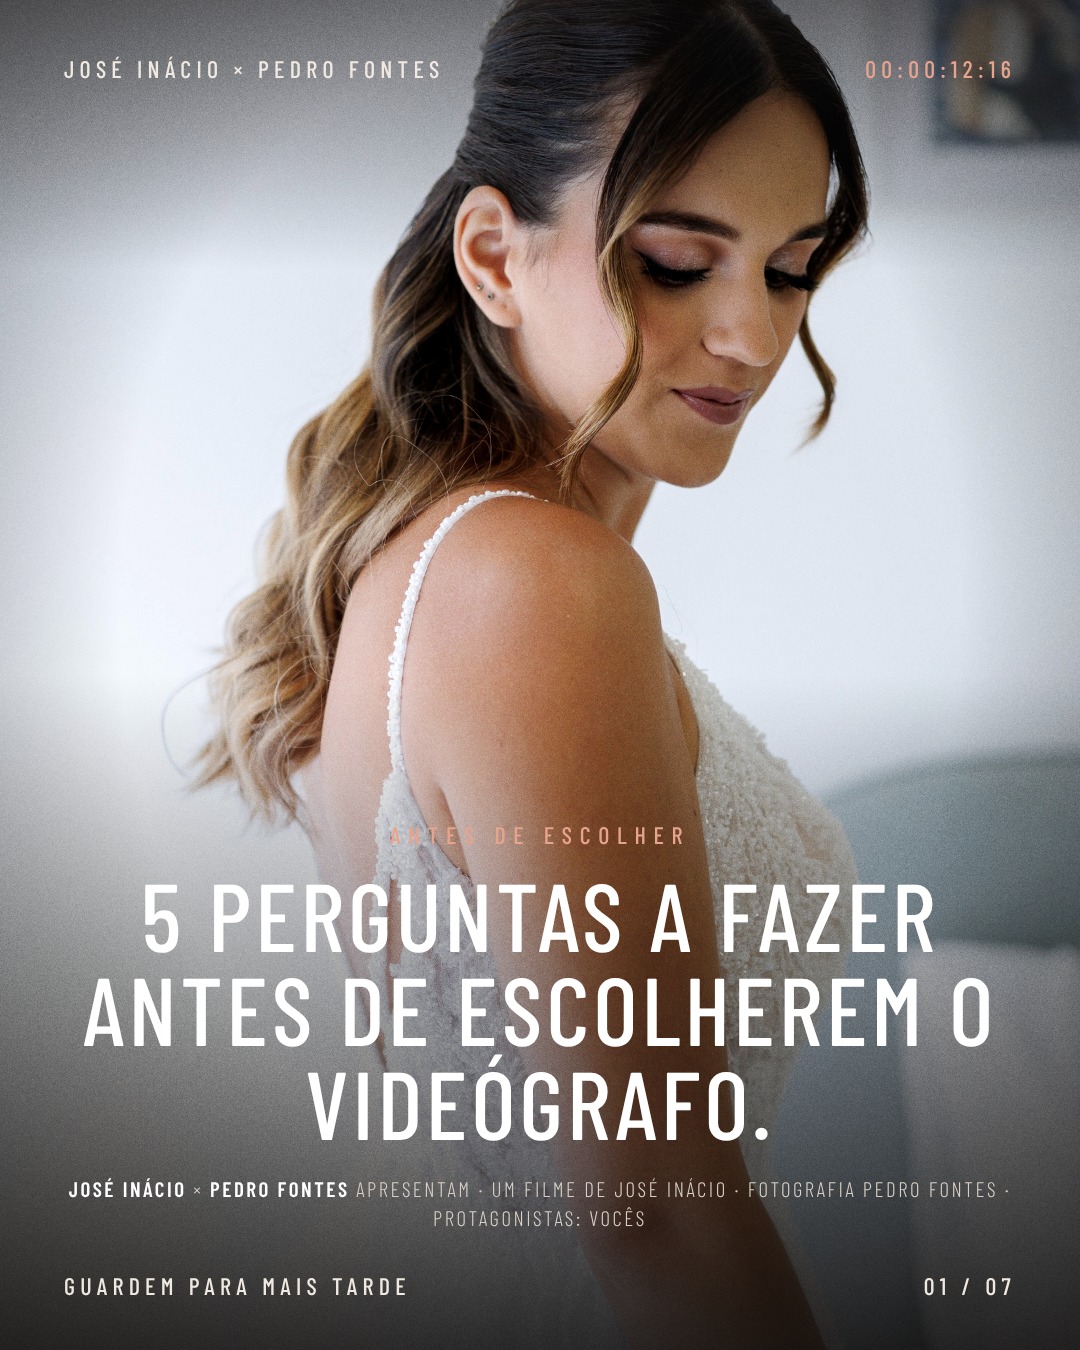 JOSÉ INÁCIO × PEDRO FONTES
00:00:12:16
ANTES DE ESCOLHER
5 PERGUNTAS A FAZER
ANTES DE ESCOLHEREM O
VIDEÓGRAFO.
JOSÉ INÁCIO × PEDRO FONTES APRESENTAM · UM FILME DE JOSÉ INÁCIO · FOTOGRAFIA PEDRO FONTES ·
PROTAGONISTAS: VOCÊS
GUARDEM PARA MAIS TARDE
01 / 07